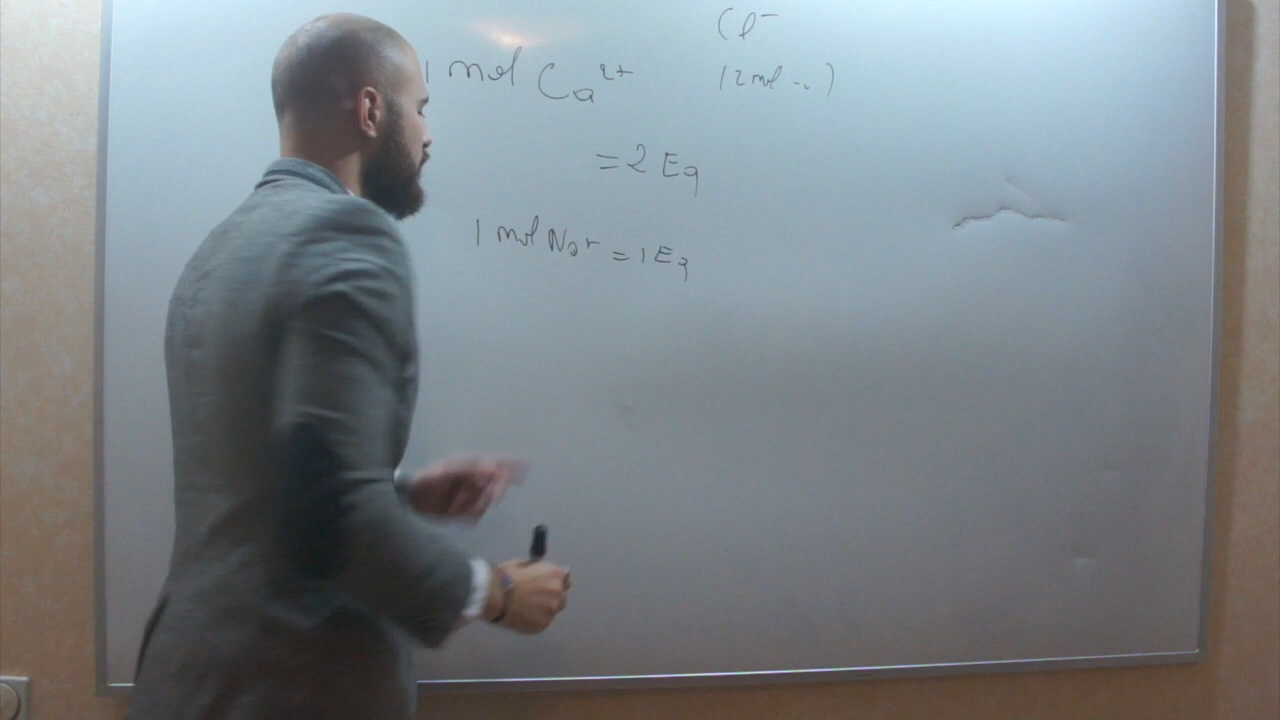 Cl⁻
1 mol Ca²⁺
(2 mol
= 2 Eq
1 mol Na⁺ = 1 Eq